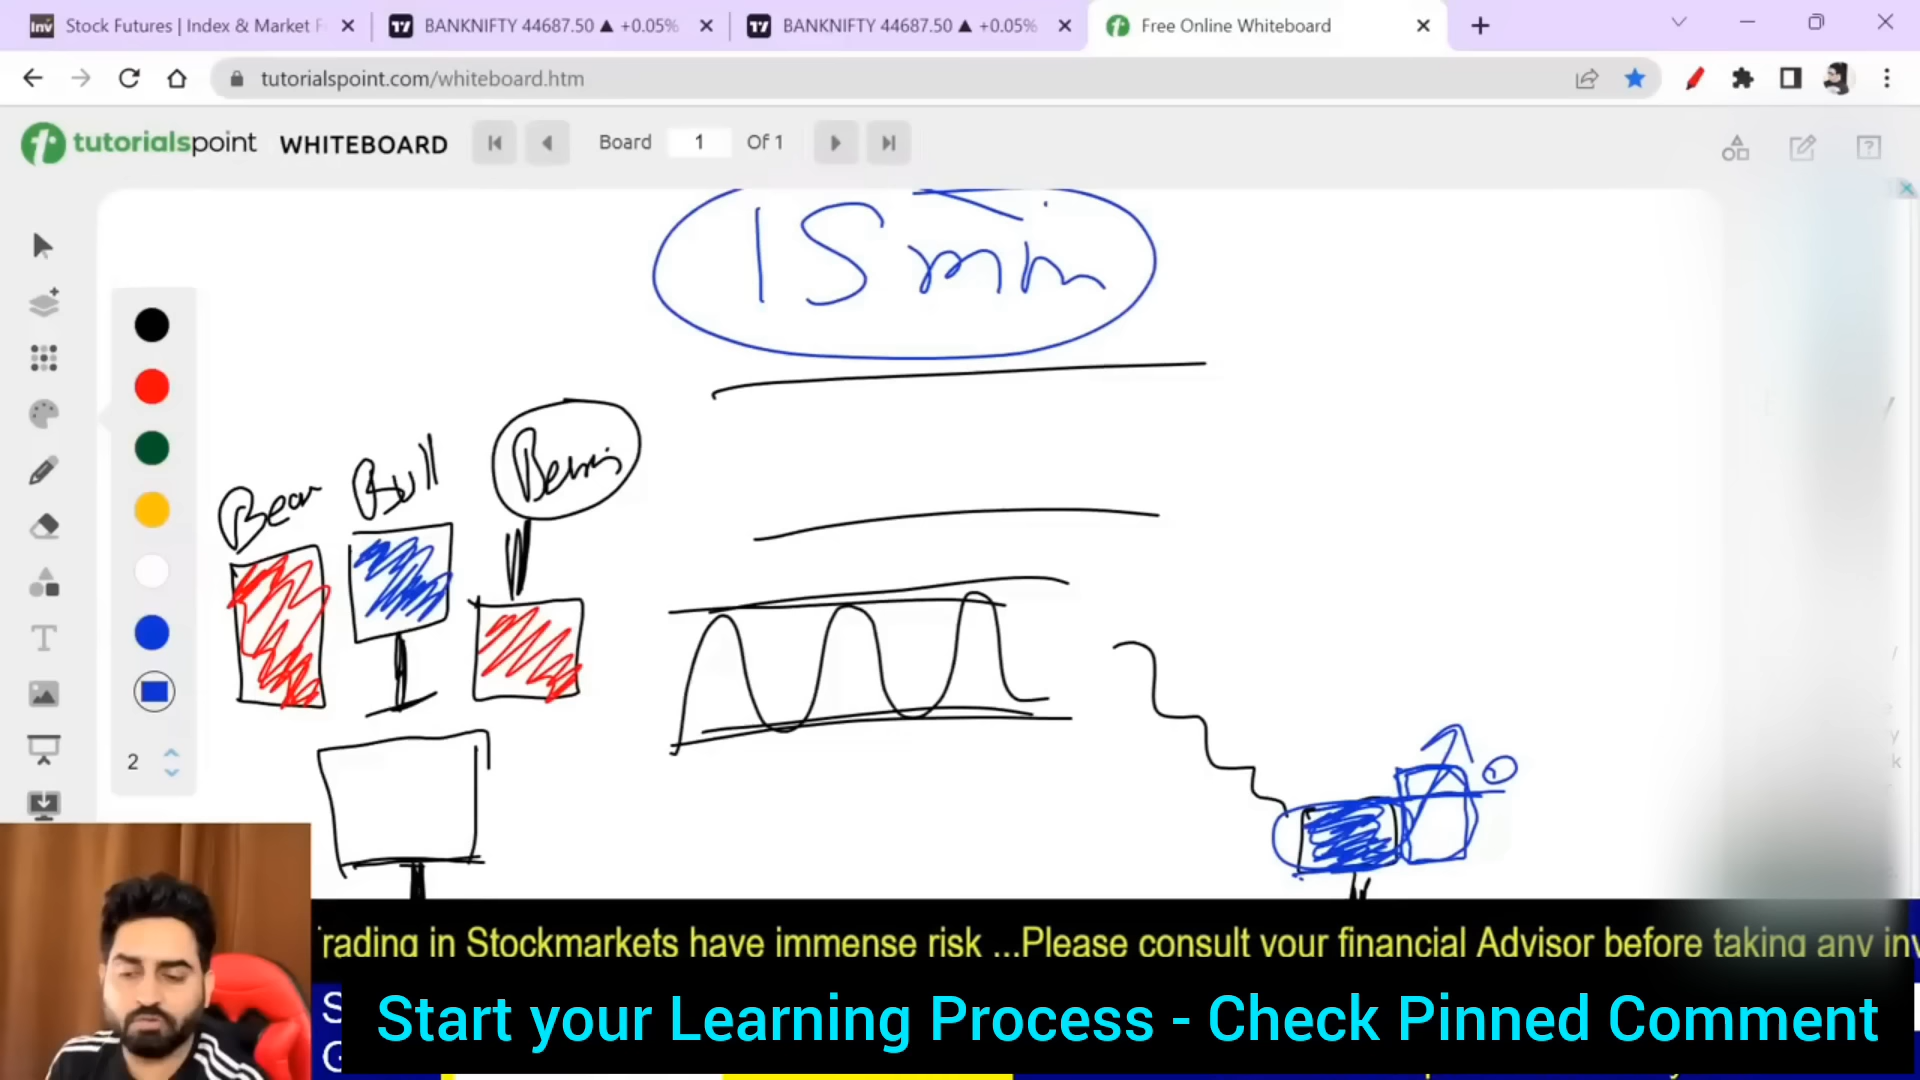 Stock Futures | Index & Market F
BANKNIFTY 44687.50 ▲ +0.05%
BANKNIFTY 44687.50 ▲ +0.05%
Free Online Whiteboard
tutorialspoint.com/whiteboard.htm
tutorialspoint WHITEBOARD Board 1 Of 1
15 min
Bear
Bull
2
rading in Stockmarkets have immense risk ...Please consult your financial Advisor before taking any inv
S
Start your Learning Process - Check Pinned Comment
G